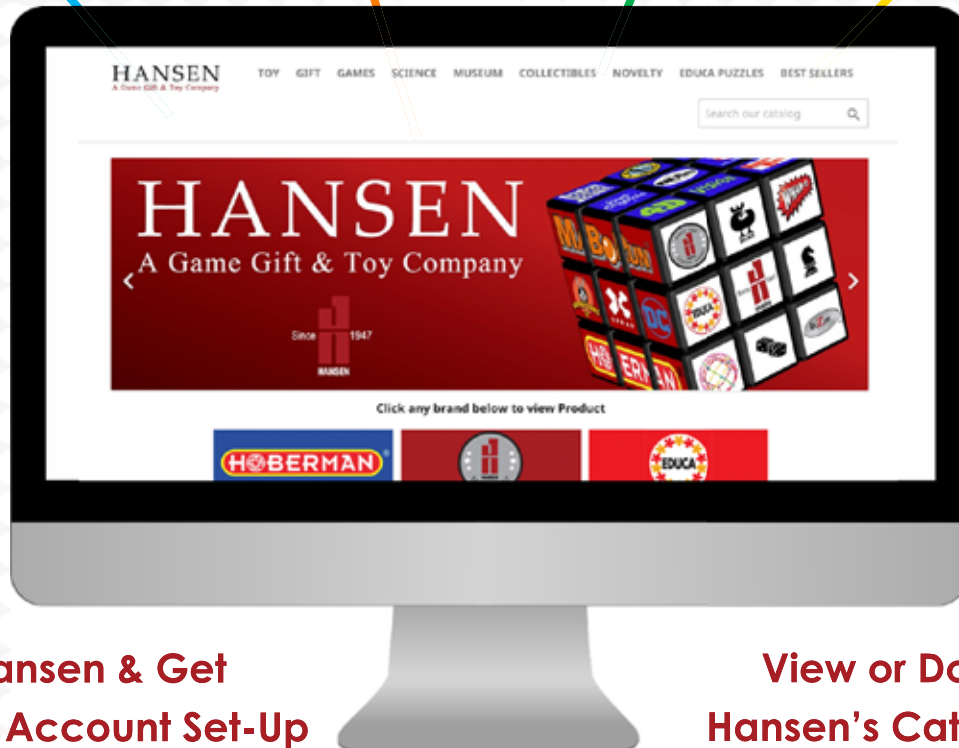 HANSEN
A Game Gift & Toy Company
TOY GIFT GAMES SCIENCE MUSEUM COLLECTIBLES NOVELTY EDUCA PUZZLES BEST SELLERS
Search our catalog
HANSEN
A Game Gift & Toy Company
Since 1947
HANSEN
DC
EDUCA
Click any brand below to view Product
HOBERMAN
EDUCA
ansen & Get
Account Set-Up
View or Do
Hansen's Cat